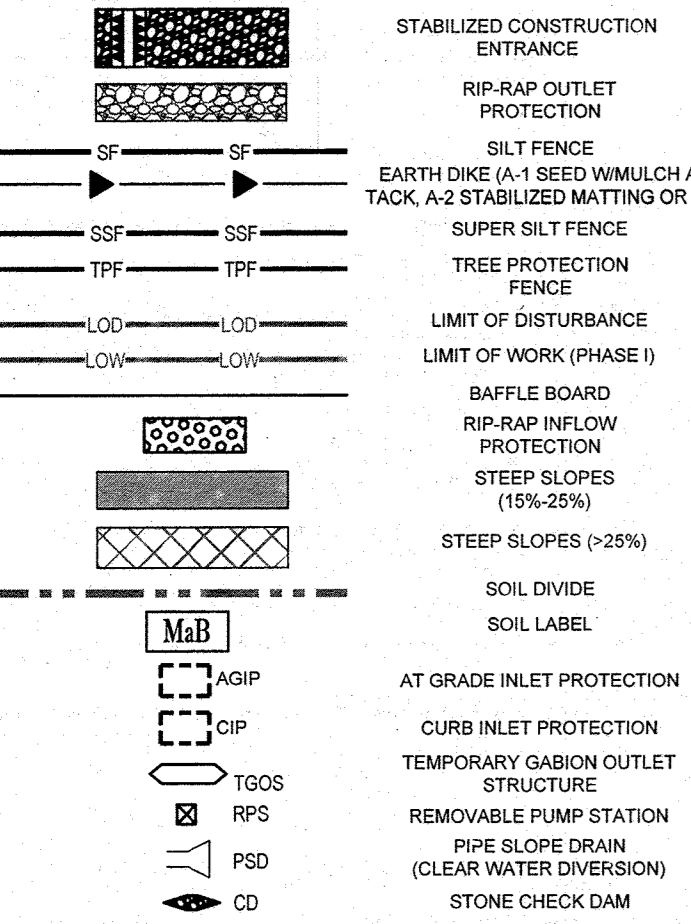 STABILIZED CONSTRUCTION
ENTRANCE
RIP-RAP OUTLET
PROTECTION
SF SF SILT FENCE
EARTH DIKE (A-1 SEED W/MULCH A
TACK, A-2 STABILIZED MATTING OR
SSF SSF SUPER SILT FENCE
TPF TPF TREE PROTECTION
FENCE
LOD LOD LIMIT OF DISTURBANCE
LOW LOW LIMIT OF WORK (PHASE I)
BAFFLE BOARD
RIP-RAP INFLOW
PROTECTION
STEEP SLOPES
(15%-25%)
STEEP SLOPES (>25%)
SOIL DIVIDE
MaB SOIL LABEL
AGIP AT GRADE INLET PROTECTION
CIP CURB INLET PROTECTION
TGOS TEMPORARY GABION OUTLET
STRUCTURE
RPS REMOVABLE PUMP STATION
PSD PIPE SLOPE DRAIN
(CLEAR WATER DIVERSION)
CD STONE CHECK DAM